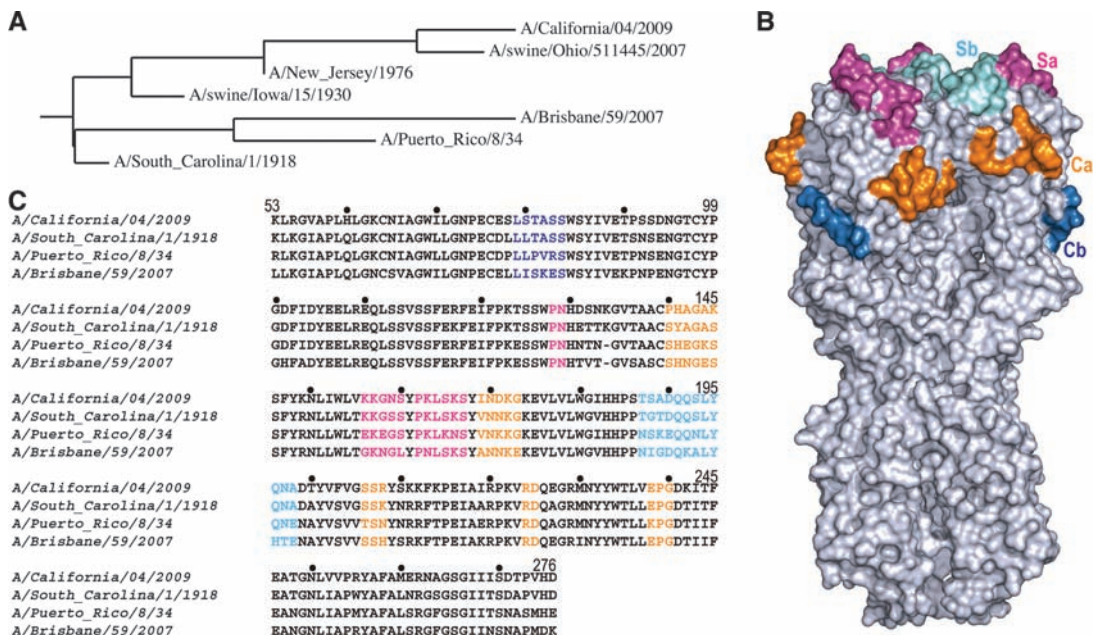 A
A/California/04/2009
A/swine/Ohio/511445/2007
A/New_Jersey/1976
A/swine/Iowa/15/1930
A/Brisbane/59/2007
A/Puerto_Rico/8/34
A/South_Carolina/1/1918
B
Sb
Sa
Ca
Cb
C
53 99
A/California/04/2009 KLRGVAPLHLGKCNIAGWILGNPECESLSTASSWSYIVETPSSDNGTCYP
A/South_Carolina/1/1918 KLKGIAPLQLGKCNIAGWLLGNPECDLLLTASSWSYIVETSNSENGTCYP
A/Puerto_Rico/8/34 RLKGIAPLQLGKCNIAGWLLGNPECDPLLPVRSWSYIVETPNSENGICYP
A/Brisbane/59/2007 LLKGIAPLQLGNCSVAGWILGNPECELLISKESWSYIVEKPNPENGTCYP
145
A/California/04/2009 GDFIDYEELREQLSSVSSFERFEIFPKTSSWPNHDSNKGVTAACPHAGAK
A/South_Carolina/1/1918 GDFIDYEELREQLSSVSSFEKFEIFPKTSSWPNHETTKGVTAACSYAGAS
A/Puerto_Rico/8/34 GDFIDYEELREQLSSVSSFERFEIFPKESSWPNHNTN-GVTAACSHEGKS
A/Brisbane/59/2007 GHFADYEELREQLSSVSSFERFEIFPKESSWPNHTVT-GVSASCSHNGES
195
A/California/04/2009 SFYKNLIWLVKKGNSYPKLSKSYINDKGKEVLVLWGIHHPSTSADQQSLY
A/South_Carolina/1/1918 SFYRNLLWLTKKGSSYPKLSKSYVNNKGKEVLVLWGVHHPPTGTDQQSLY
A/Puerto_Rico/8/34 SFYRNLLWLTEKEGSYPKLKNSYVNKKGKEVLVLWGIHHPPNSKEQQNLY
A/Brisbane/59/2007 SFYRNLLWLTGKNGLYPNLSKSYANNKEKEVLVLWGVHHPPNIGDQKALY
245
A/California/04/2009 QNADTYVFVGSSRYSKKFKPEIAIRPKVRDQEGRMNYYWTLVEPGDKITF
A/South_Carolina/1/1918 QNADAYVSVGSSKYNRRFTPEIAARPKVRDQAGRMNYYWTLLEPGDTITF
A/Puerto_Rico/8/34 QNENAYVSVVTSNYNRRFTPEIAERPKVRDQAGRMNYYWTLLKPGDTIIF
A/Brisbane/59/2007 HTENAYVSVVSSHYSRKFTPEIAKRPKVRDQEGRINYYWTLLEPGDTIIF
276
A/California/04/2009 EATGNLVVPRYAFAMERNAGSGIIISDTPVHD
A/South_Carolina/1/1918 EATGNLIAPWYAFALNRGSGSGIITSDAPVHD
A/Puerto_Rico/8/34 EANGNLIAPMYAFALSRGFGSGIITSNASMHE
A/Brisbane/59/2007 EANGNLIAPRYAFALSRGFGSGIINSNAPMDK